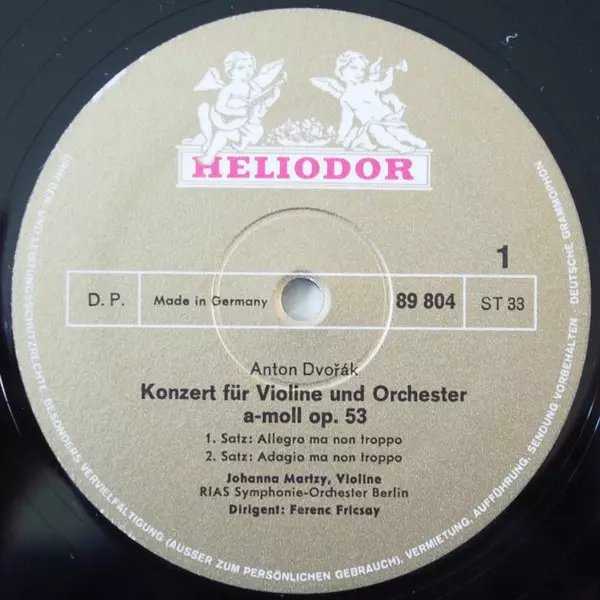 HELIODOR
1
D. P.
Made in Germany
89 804
ST 33
Anton Dvořák
Konzert für Violine und Orchester
a-moll op. 53
1. Satz: Allegro ma non troppo
2. Satz: Adagio ma non troppo
Johanna Martzy, Violine
RIAS Symphonie-Orchester Berlin
Dirigent: Ferenc Fricsay
URHEBER- UND LEISTUNGSSCHUTZRECHTE BESONDERS VERVIELFÄLTIGUNG (AUSSER ZUM PERSÖNLICHEN GEBRAUCH), VERMIETUNG, AUFFÜHRUNG, SENDUNG VORBEHALTEN · DEUTSCHE GRAMMOPHON